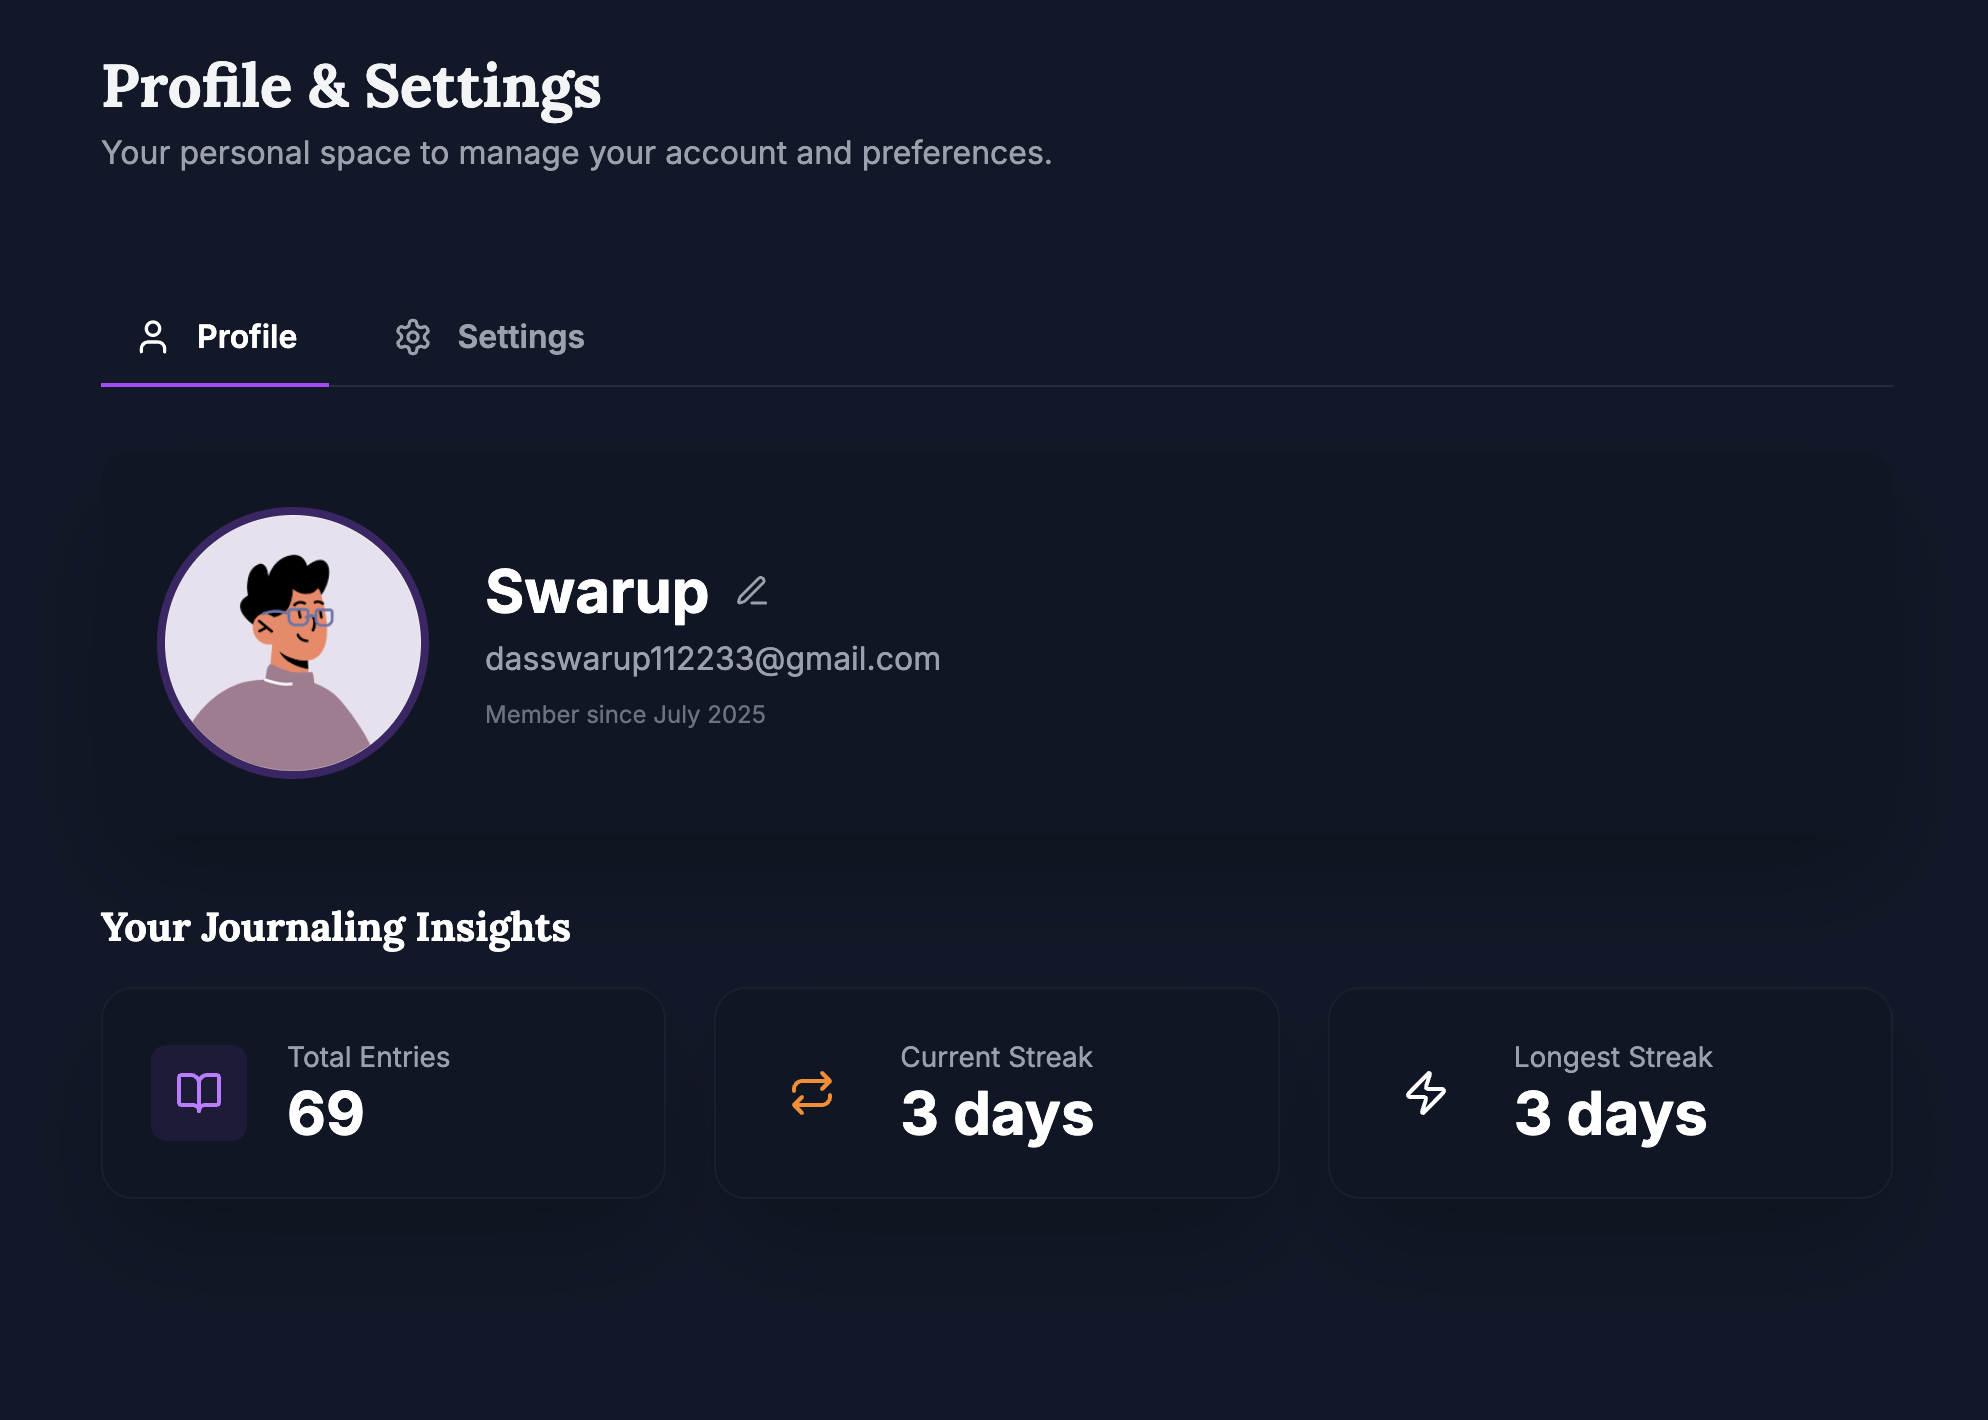 Profile & Settings
Your personal space to manage your account and preferences.
Profile
Settings
Swarup
dasswarup112233@gmail.com
Member since July 2025
Your Journaling Insights
Total Entries
69
Current Streak
3 days
Longest Streak
3 days